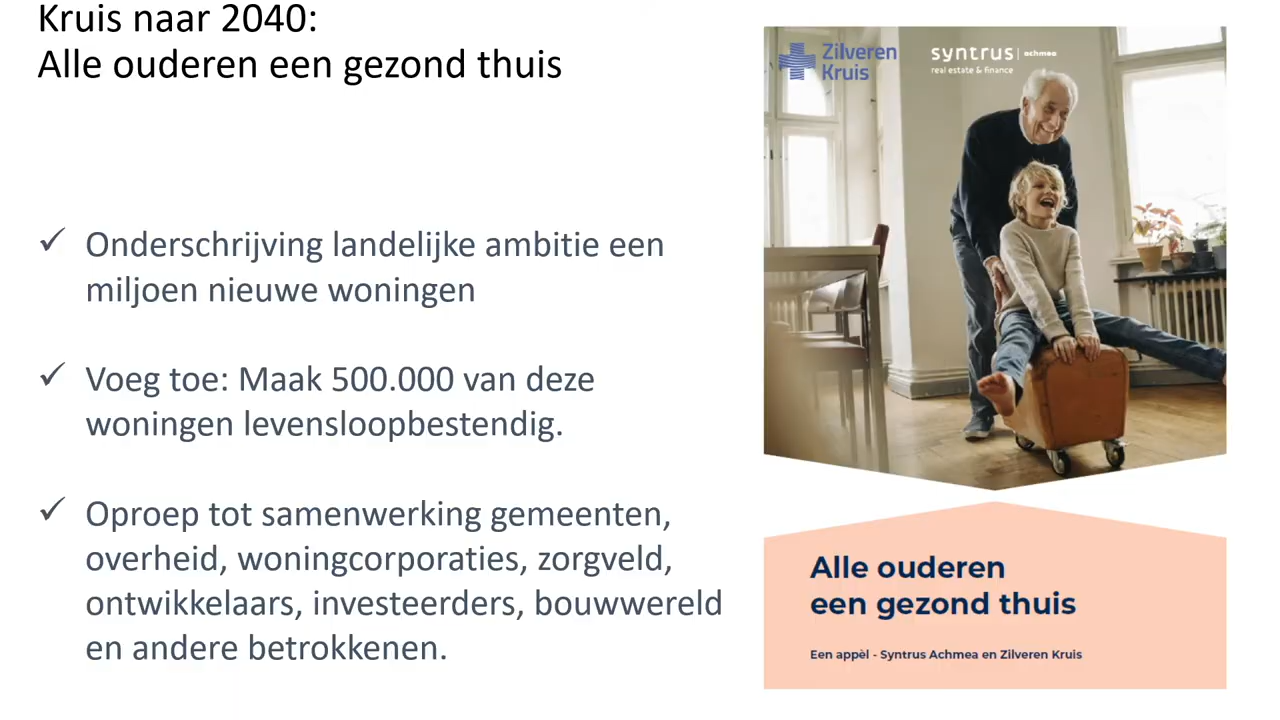 Kruis naar 2040:
Alle ouderen een gezond thuis
✓ Onderschrijving landelijke ambitie een
miljoen nieuwe woningen
✓ Voeg toe: Maak 500.000 van deze
woningen levensloopbestendig.
✓ Oproep tot samenwerking gemeenten,
overheid, woningcorporaties, zorgveld,
ontwikkelaars, investeerders, bouwwereld
en andere betrokkenen.
Zilveren
Kruis
syntrus | achmea
real estate & finance
Alle ouderen
een gezond thuis
Een appèl - Syntrus Achmea en Zilveren Kruis